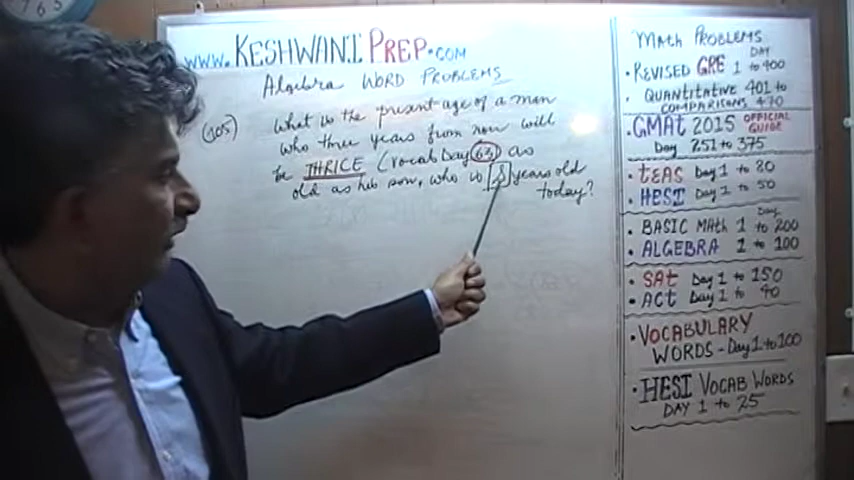 www.KESHWANIPREP.COM
Algebra WORD PROBLEMS
105) What is the present age of a man
who three years from now will
be THRICE (Vocab Day 63) as
old as his son, who is 8 years old
today?
MATH PROBLEMS
DAY
• REVISED GRE 1 to 400
• QUANTITATIVE 401 to
COMPARISONS 470
• GMAT 2015 OFFICIAL GUIDE
Day 251 to 375
• TEAS Day 1 to 80
• HESI Day 1 to 50
Day
• BASIC MATH 1 to 200
• ALGEBRA 1 to 100
• SAT Day 1 to 150
• ACT Day 1 to 90
• VOCABULARY
WORDS - Day 1 to 100
• HESI VOCAB WORDS
DAY 1 to 25
7 6 5